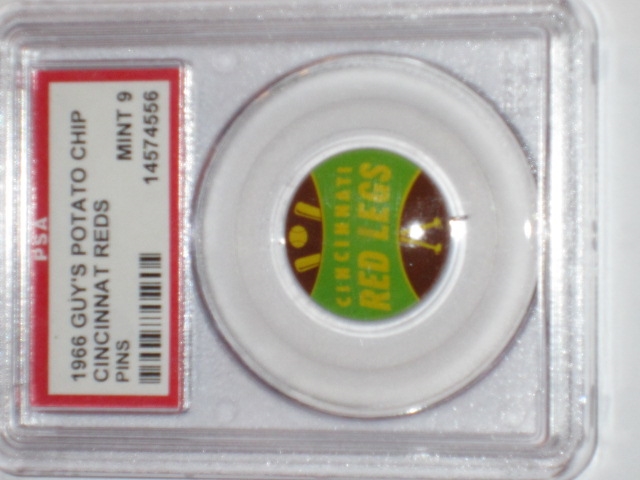 PSA
1966 GUY'S POTATO CHIP
CINCINNAT REDS MINT 9
PINS 14574556
CINCINNATI
RED LEGS